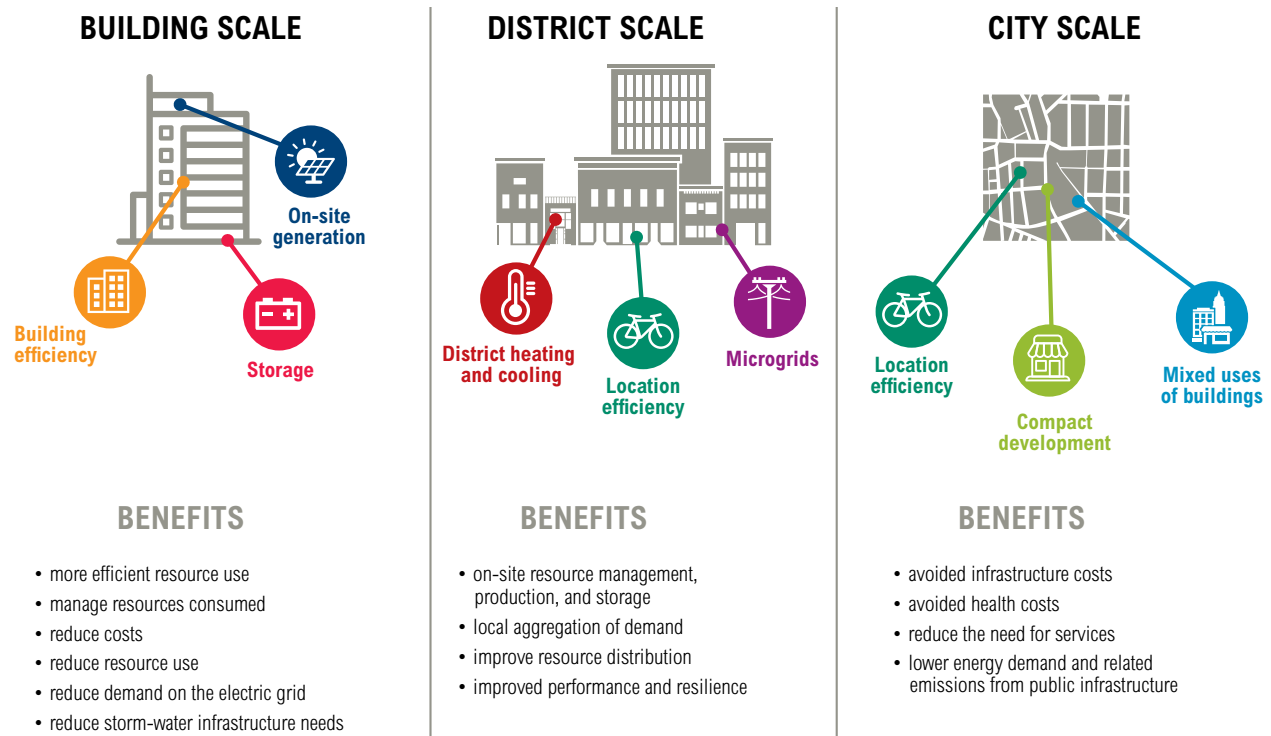 BUILDING SCALE
On-site
generation
Building
efficiency
Storage
BENEFITS
• more efficient resource use
• manage resources consumed
• reduce costs
• reduce resource use
• reduce demand on the electric grid
• reduce storm-water infrastructure needs
DISTRICT SCALE
District heating
and cooling
Location
efficiency
Microgrids
BENEFITS
• on-site resource management,
production, and storage
• local aggregation of demand
• improve resource distribution
• improved performance and resilience
CITY SCALE
Location
efficiency
Compact
development
Mixed uses
of buildings
BENEFITS
• avoided infrastructure costs
• avoided health costs
• reduce the need for services
• lower energy demand and related
emissions from public infrastructure